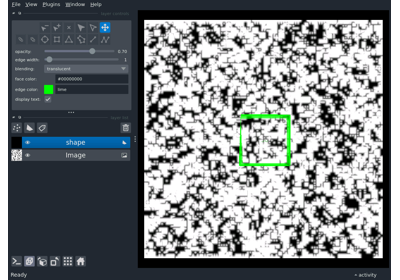 File View Plugins Window Help
opacity: 0.70
edge width: 1
blending: translucent
face color: #00000000
edge color: lime
display text:
shape
Image
Ready
activity